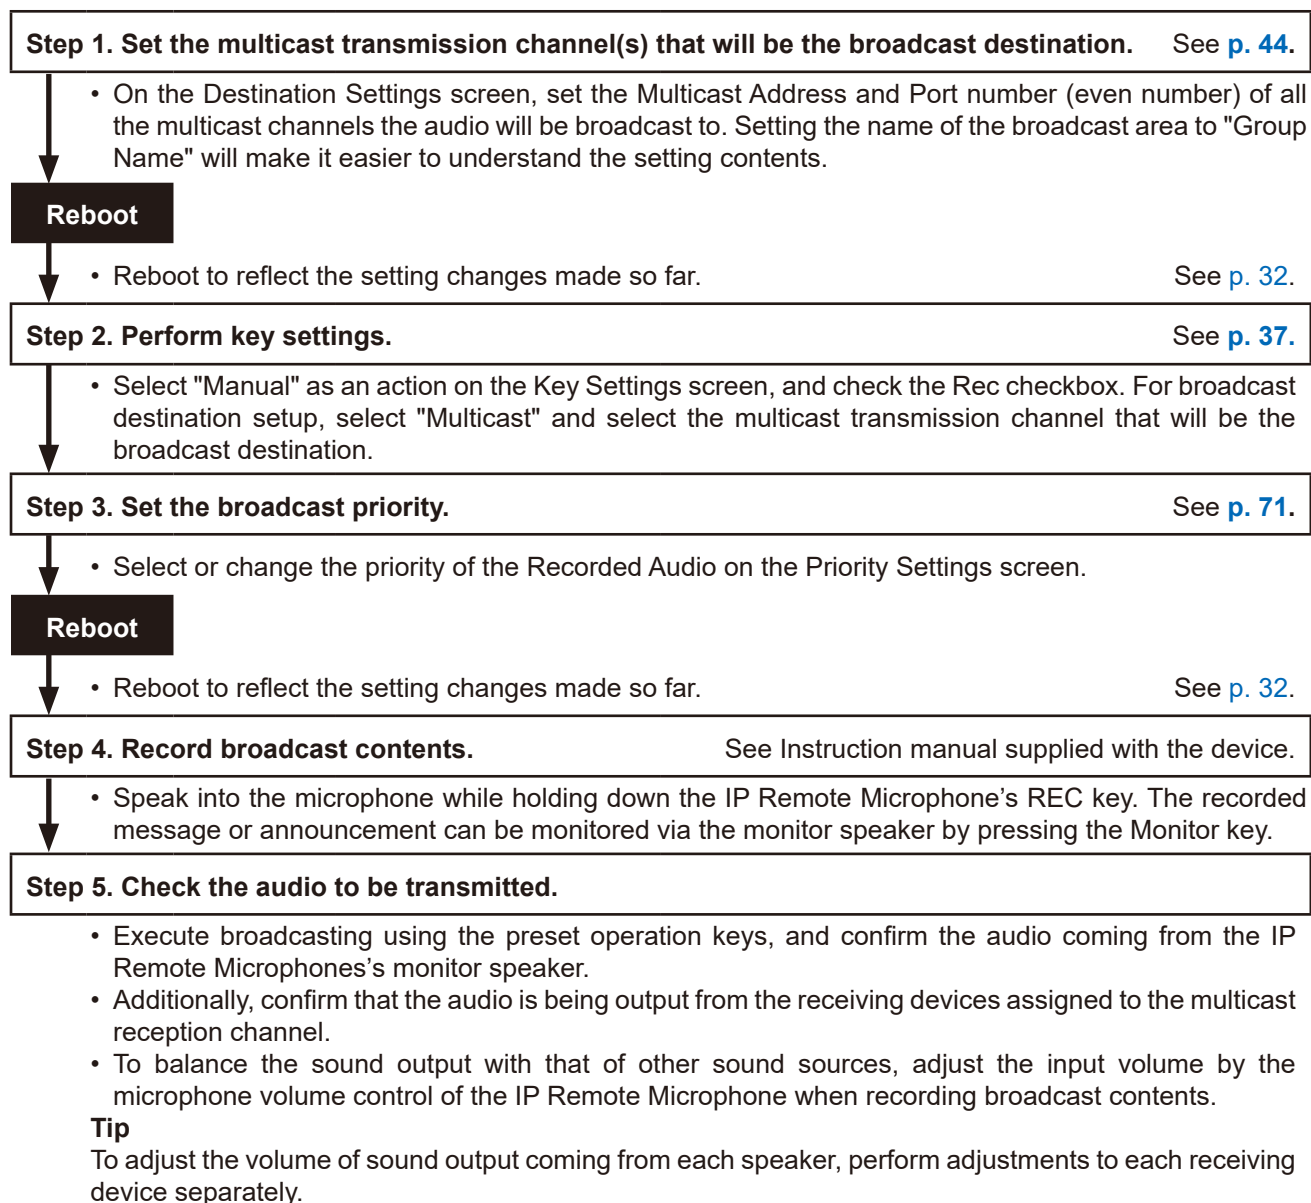 Step 1. Set the multicast transmission channel(s) that will be the broadcast destination. See p. 44.
• On the Destination Settings screen, set the Multicast Address and Port number (even number) of all
the multicast channels the audio will be broadcast to. Setting the name of the broadcast area to "Group
Name" will make it easier to understand the setting contents.
Reboot
• Reboot to reflect the setting changes made so far. See p. 32.
Step 2. Perform key settings. See p. 37.
• Select "Manual" as an action on the Key Settings screen, and check the Rec checkbox. For broadcast
destination setup, select "Multicast" and select the multicast transmission channel that will be the
broadcast destination.
Step 3. Set the broadcast priority. See p. 71.
• Select or change the priority of the Recorded Audio on the Priority Settings screen.
Reboot
• Reboot to reflect the setting changes made so far. See p. 32.
Step 4. Record broadcast contents. See Instruction manual supplied with the device.
• Speak into the microphone while holding down the IP Remote Microphone’s REC key. The recorded
message or announcement can be monitored via the monitor speaker by pressing the Monitor key.
Step 5. Check the audio to be transmitted.
• Execute broadcasting using the preset operation keys, and confirm the audio coming from the IP
Remote Microphones’s monitor speaker.
• Additionally, confirm that the audio is being output from the receiving devices assigned to the multicast
reception channel.
• To balance the sound output with that of other sound sources, adjust the input volume by the
microphone volume control of the IP Remote Microphone when recording broadcast contents.
Tip
To adjust the volume of sound output coming from each speaker, perform adjustments to each receiving
device separately.